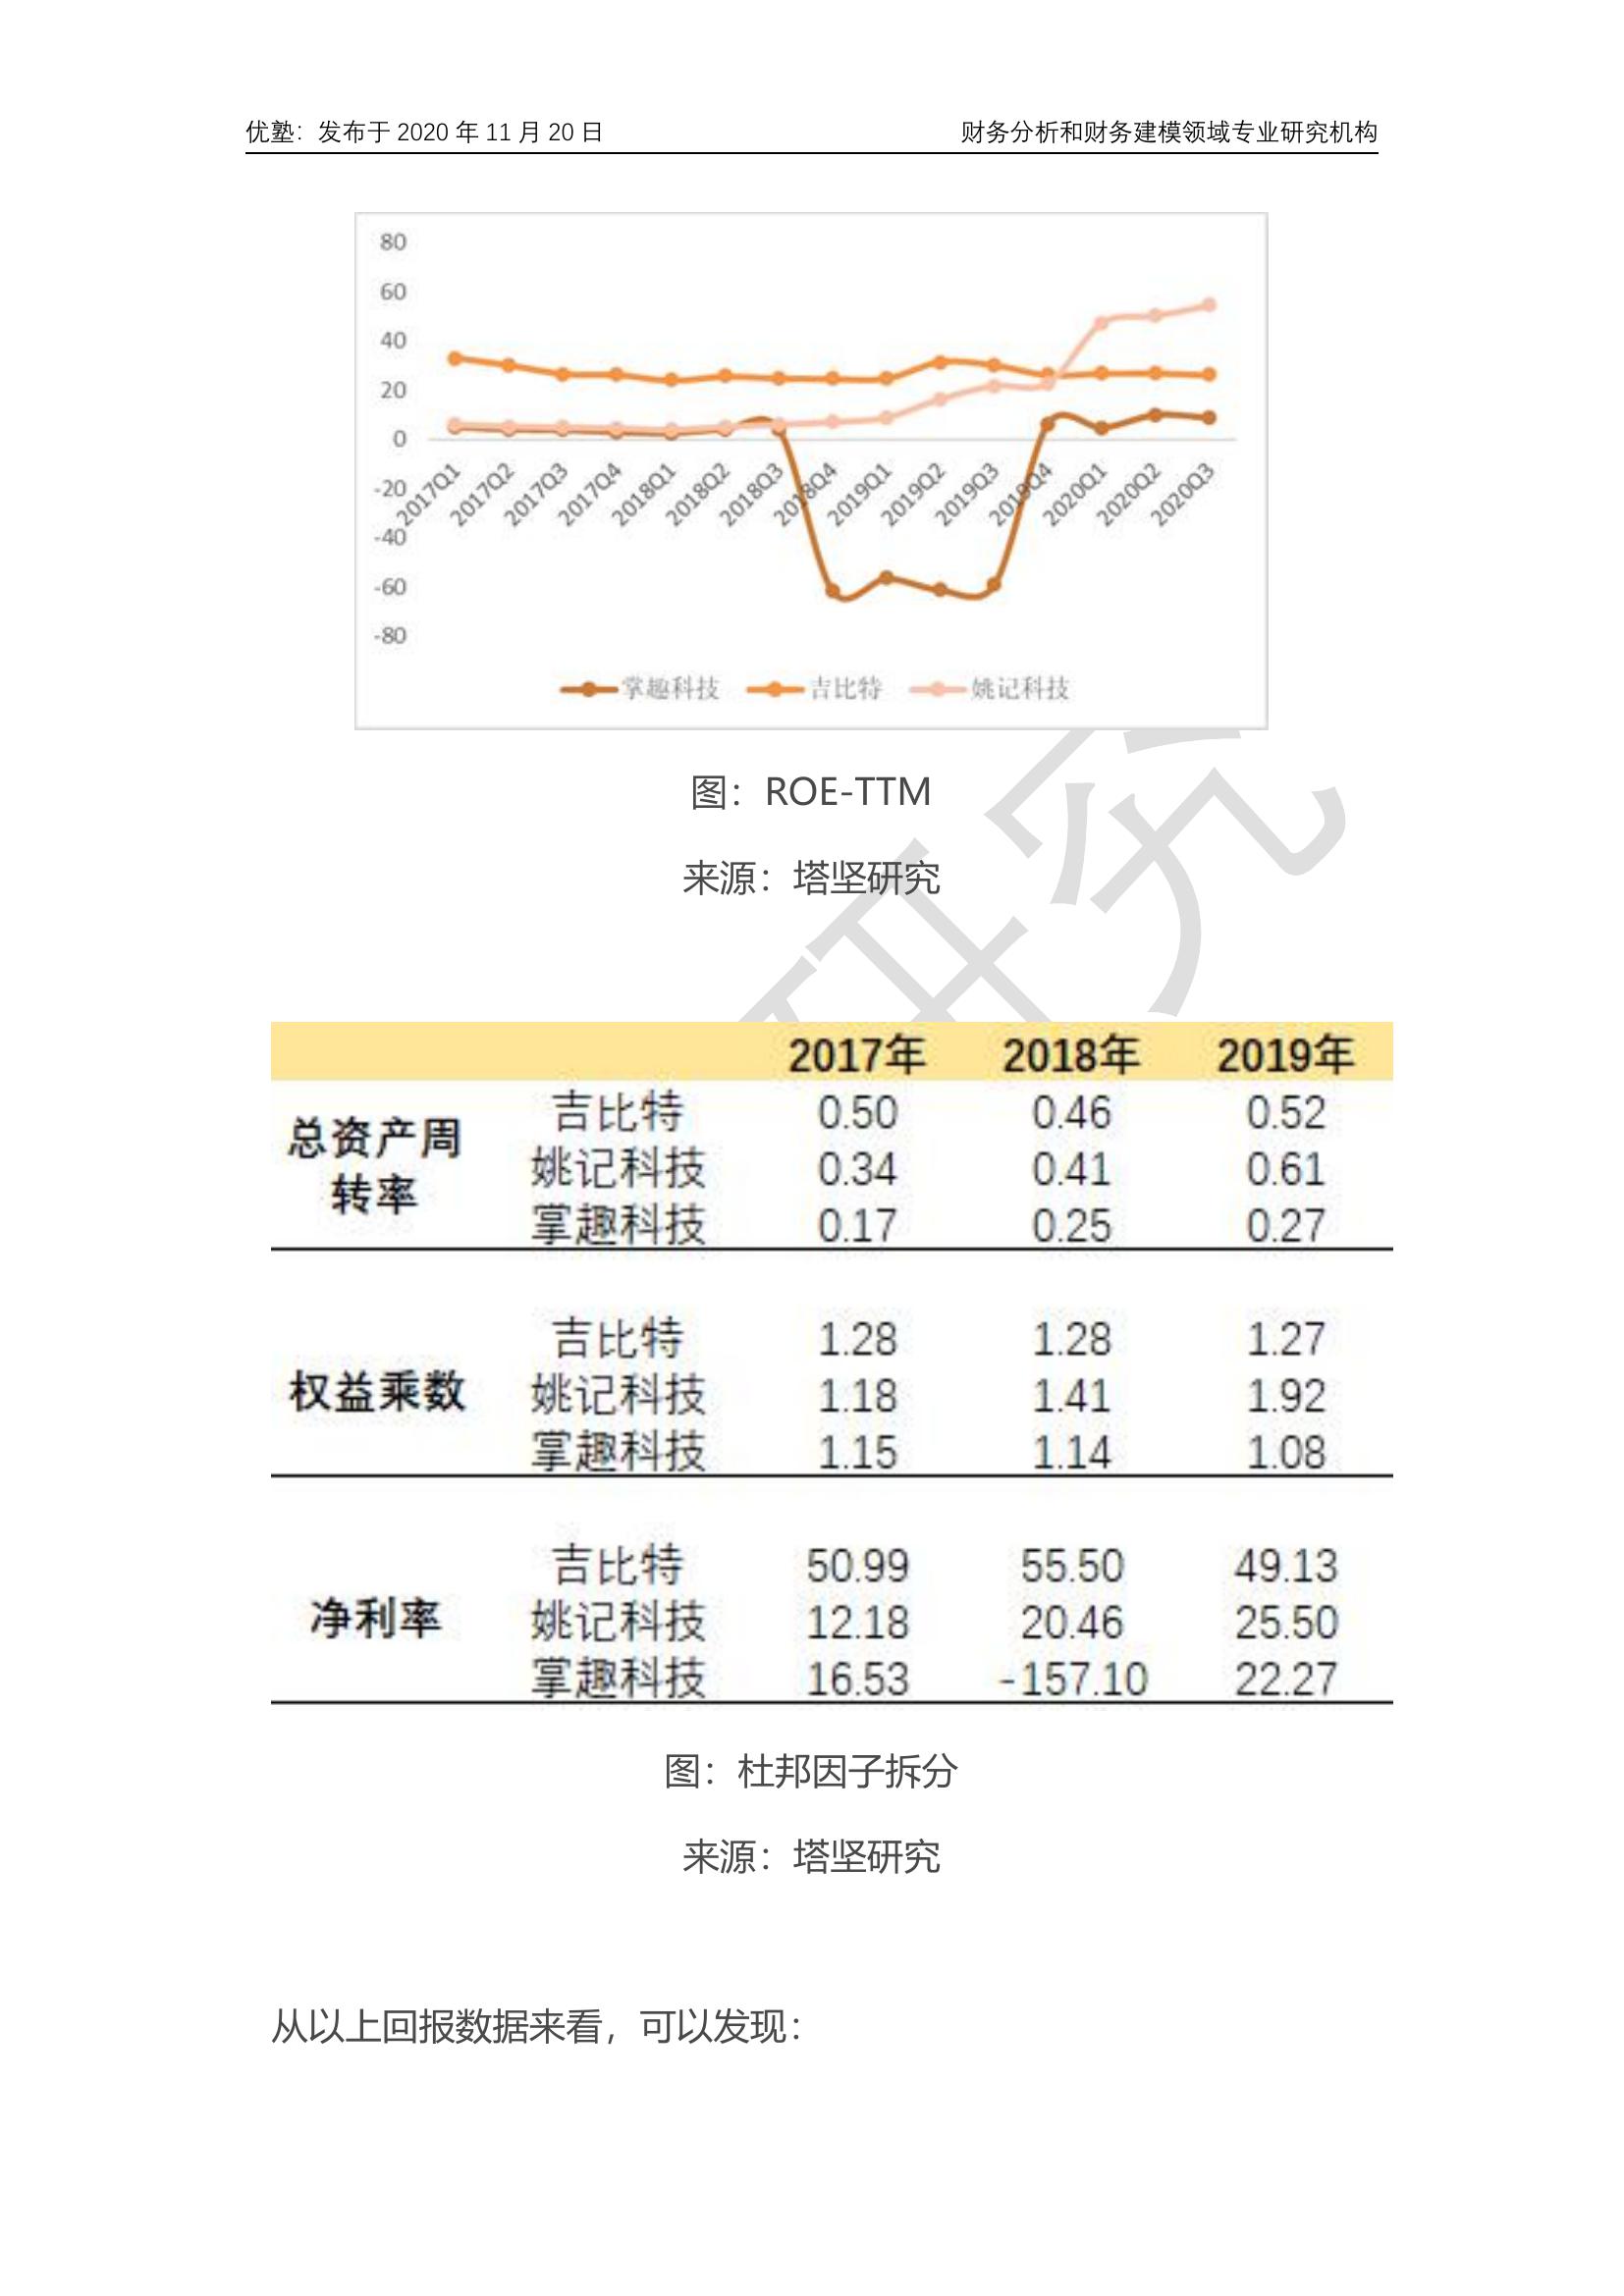 优塾：发布于 2020 年 11 月 20 日 财务分析和财务建模领域专业研究机构
80
60
40
20
0
-20
-40
-60
-80
2017Q1 2017Q2 2017Q3 2017Q4 2018Q1 2018Q2 2018Q3 2018Q4 2019Q1 2019Q2 2019Q3 2019Q4 2020Q1 2020Q2 2020Q3
掌趣科技 吉比特 姚记科技
图：ROE-TTM
来源：塔坚研究
研究
2017年 2018年 2019年
总资产周
转率
吉比特 0.50 0.46 0.52
姚记科技 0.34 0.41 0.61
掌趣科技 0.17 0.25 0.27
权益乘数
吉比特 1.28 1.28 1.27
姚记科技 1.18 1.41 1.92
掌趣科技 1.15 1.14 1.08
净利率
吉比特 50.99 55.50 49.13
姚记科技 12.18 20.46 25.50
掌趣科技 16.53 -157.10 22.27
图：杜邦因子拆分
来源：塔坚研究
从以上回报数据来看，可以发现：